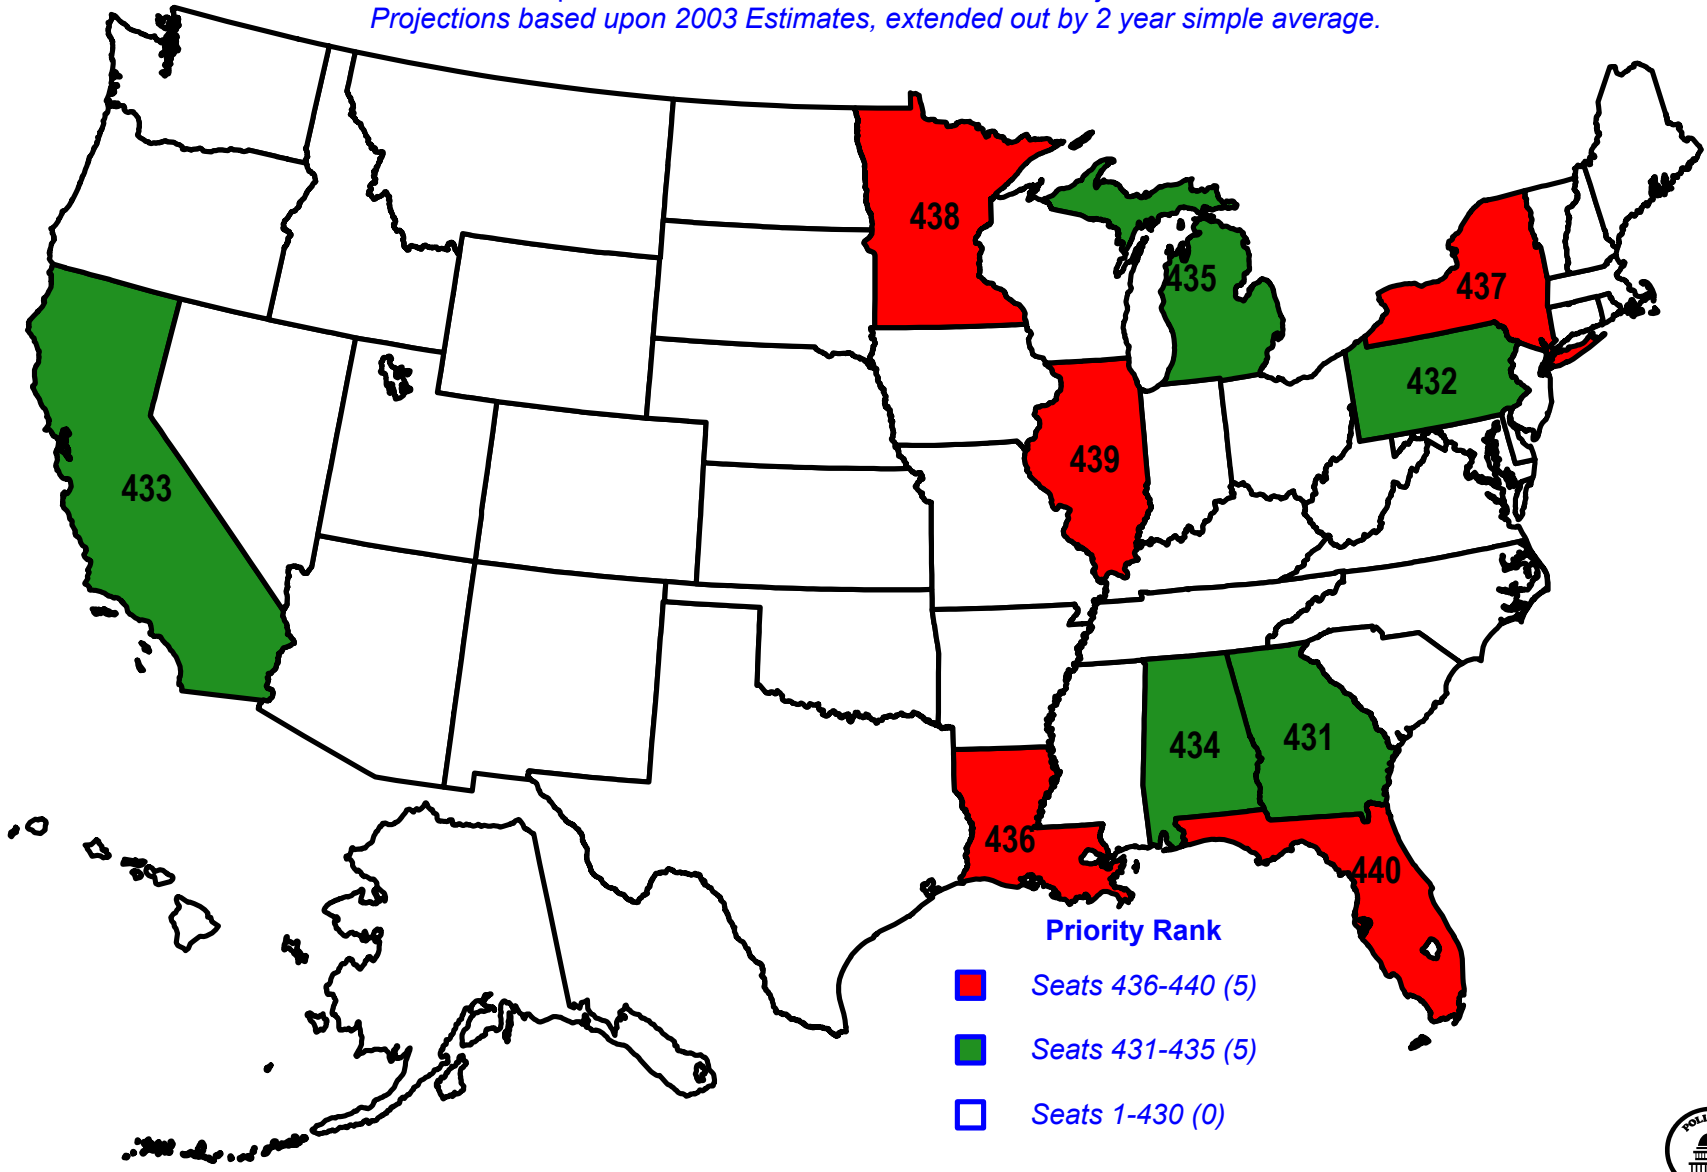 Projections based upon 2003 Estimates, extended out by 2 year simple average.
438
435
437
432
439
433
434
431
436
440
Priority Rank
Seats 436-440 (5)
Seats 431-435 (5)
Seats 1-430 (0)